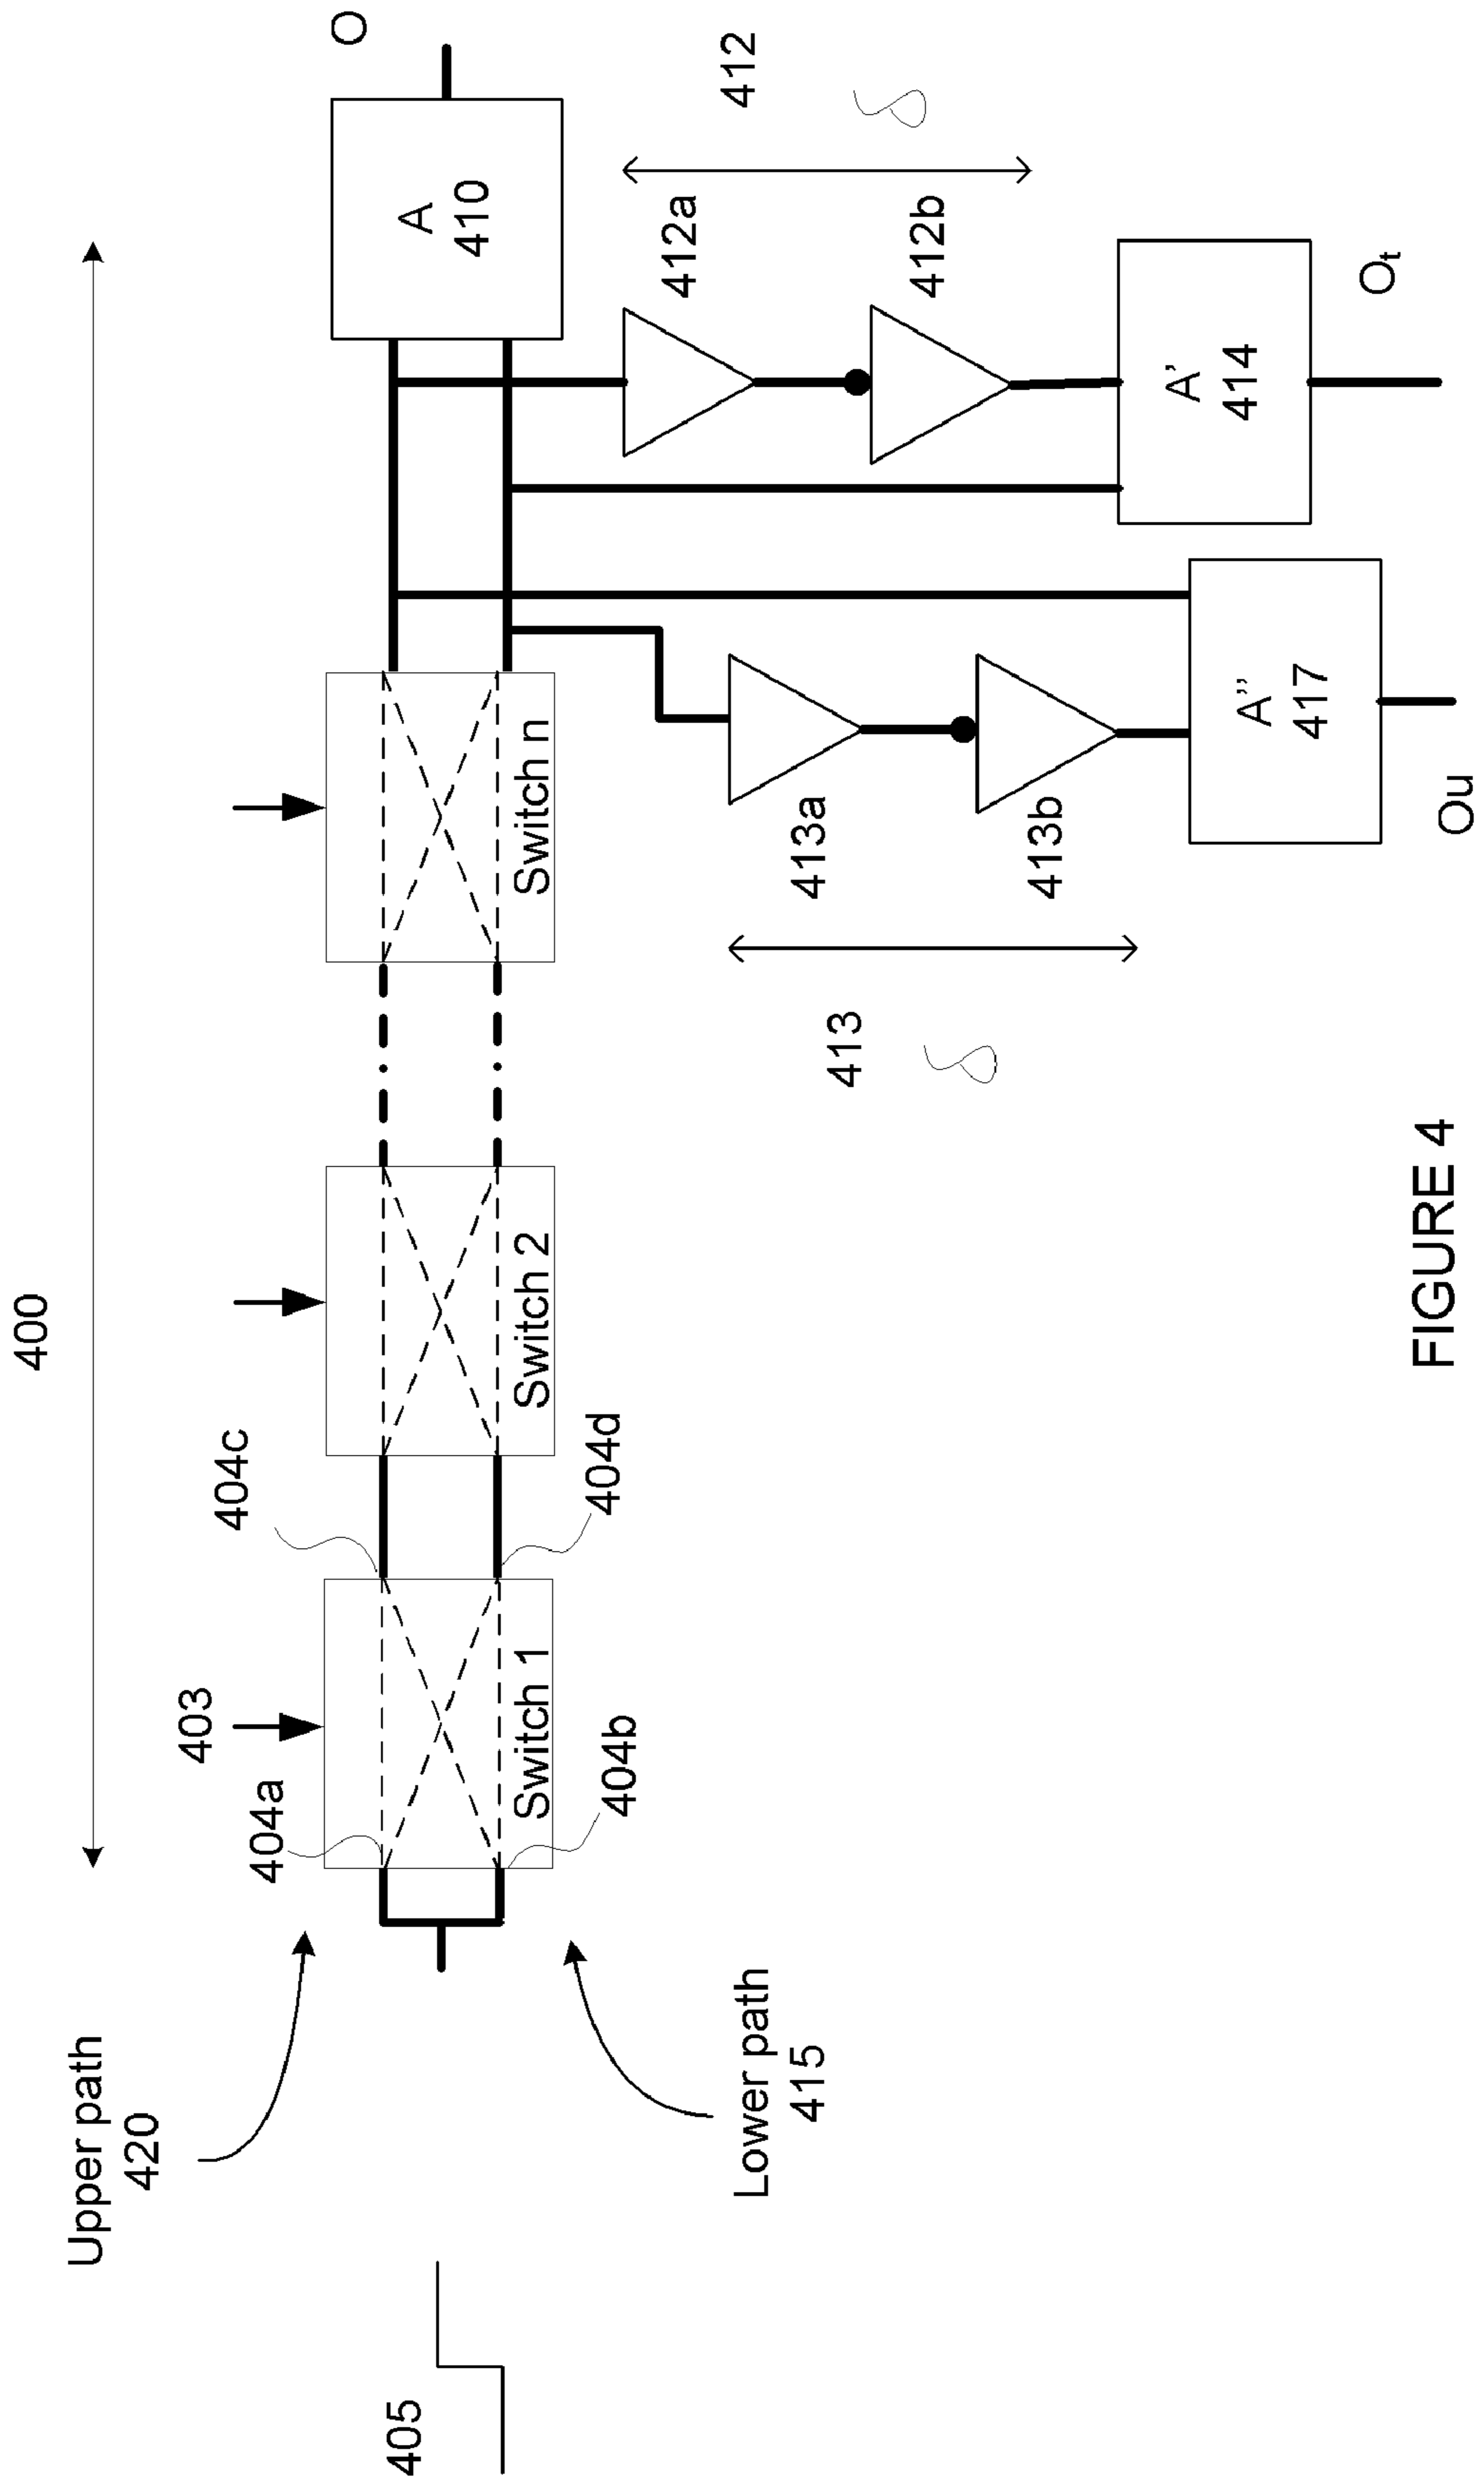 400
Upper path
420
405
Lower path
415
403
404a
404b
404c
404d
Switch 1
Switch 2
Switch n
A
410
O
412
412a
412b
A'
414
Ot
413
413a
413b
A''
417
Ou
FIGURE 4